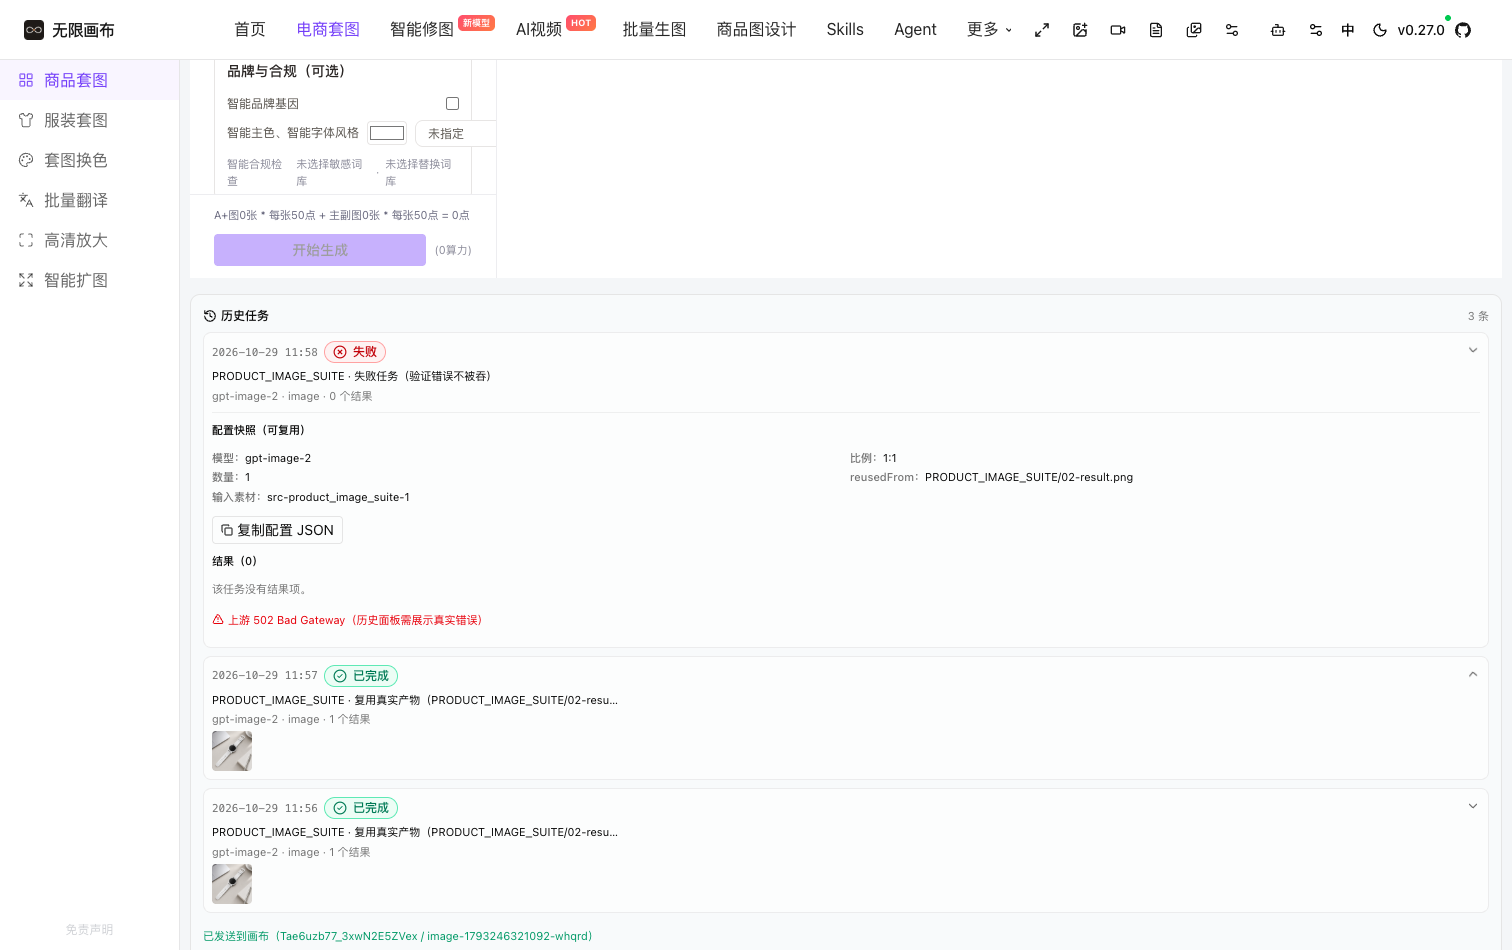 无限画布
首页
电商套图
智能修图 新模型
AI视频 HOT
批量生图
商品图设计
Skills
Agent
更多
中
v0.27.0
商品套图
服装套图
套图换色
批量翻译
高清放大
智能扩图
免责声明
品牌与合规（可选）
智能品牌基因
智能主色、智能字体风格 未指定
智能合规检查 未选择敏感词库 · 未选择替换词库
A+图0张 * 每张50点 + 主副图0张 * 每张50点 = 0点
开始生成 (0算力)
历史任务 3 条
2026-10-29 11:58 失败
PRODUCT_IMAGE_SUITE · 失败任务（验证错误不被吞）
gpt-image-2 · image · 0 个结果
配置快照（可复用）
模型：gpt-image-2 比例：1:1
数量：1 reusedFrom：PRODUCT_IMAGE_SUITE/02-result.png
输入素材：src-product_image_suite-1
复制配置 JSON
结果（0）
该任务没有结果项。
上游 502 Bad Gateway（历史面板需展示真实错误）
2026-10-29 11:57 已完成
PRODUCT_IMAGE_SUITE · 复用真实产物（PRODUCT_IMAGE_SUITE/02-resu...
gpt-image-2 · image · 1 个结果
2026-10-29 11:56 已完成
PRODUCT_IMAGE_SUITE · 复用真实产物（PRODUCT_IMAGE_SUITE/02-resu...
gpt-image-2 · image · 1 个结果
已发送到画布（Tae6uzb77_3xwN2E5ZVex / image-1793246321092-whqrd）